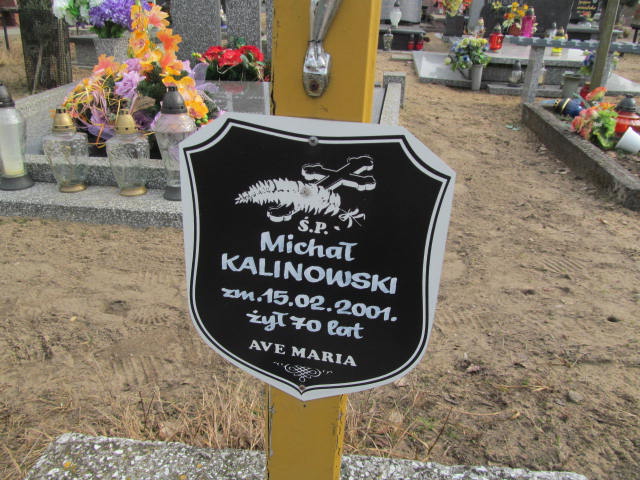 Ś.P.
Michał
KALINOWSKI
zm. 15.02.2001.
żył 70 lat
AVE MARIA